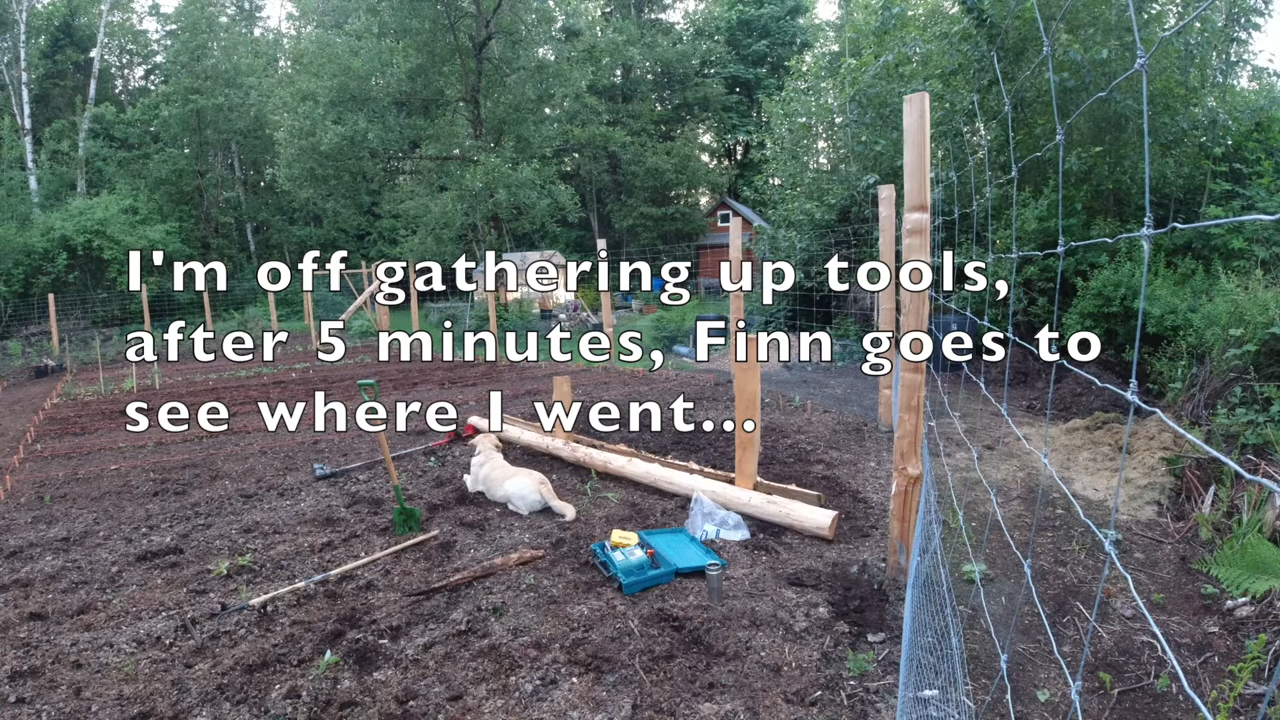 I'm off gathering up tools,
after 5 minutes, Finn goes to
see where I went...